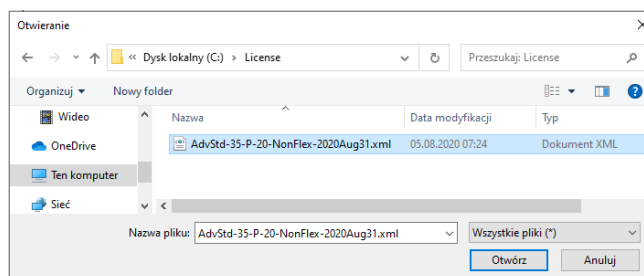 Otwieranie
« Dysk lokalny (C:) > License
Przeszukaj: License
Organizuj
Nowy folder
Nazwa
Data modyfikacji
Typ
Wideo
OneDrive
Ten komputer
Sieć
AdvStd-35-P-20-NonFlex-2020Aug31.xml
05.08.2020 07:24
Dokument XML
Nazwa pliku:
AdvStd-35-P-20-NonFlex-2020Aug31.xml
Wszystkie pliki (*)
Otwórz
Anuluj